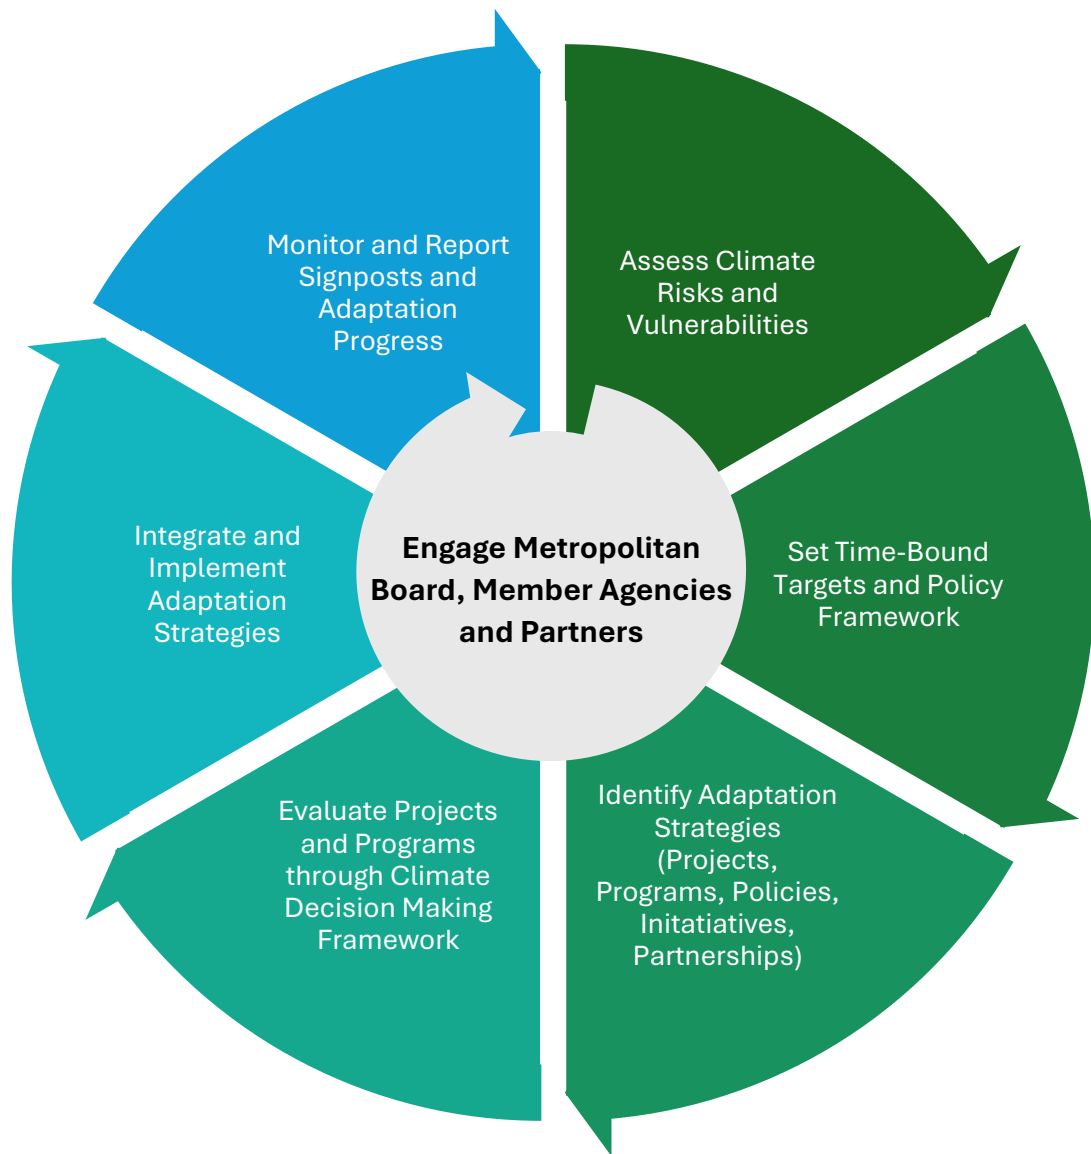 Assess Climate
Risks and
Vulnerabilities
Set Time-Bound
Targets and Policy
Framework
Identify Adaptation
Strategies
(Projects,
Programs, Policies,
Initatiatives,
Partnerships)
Evaluate Projects
and Programs
through Climate
Decision Making
Framework
Integrate and
Implement
Adaptation
Strategies
Monitor and Report
Signposts and
Adaptation
Progress
Engage Metropolitan
Board, Member Agencies
and Partners